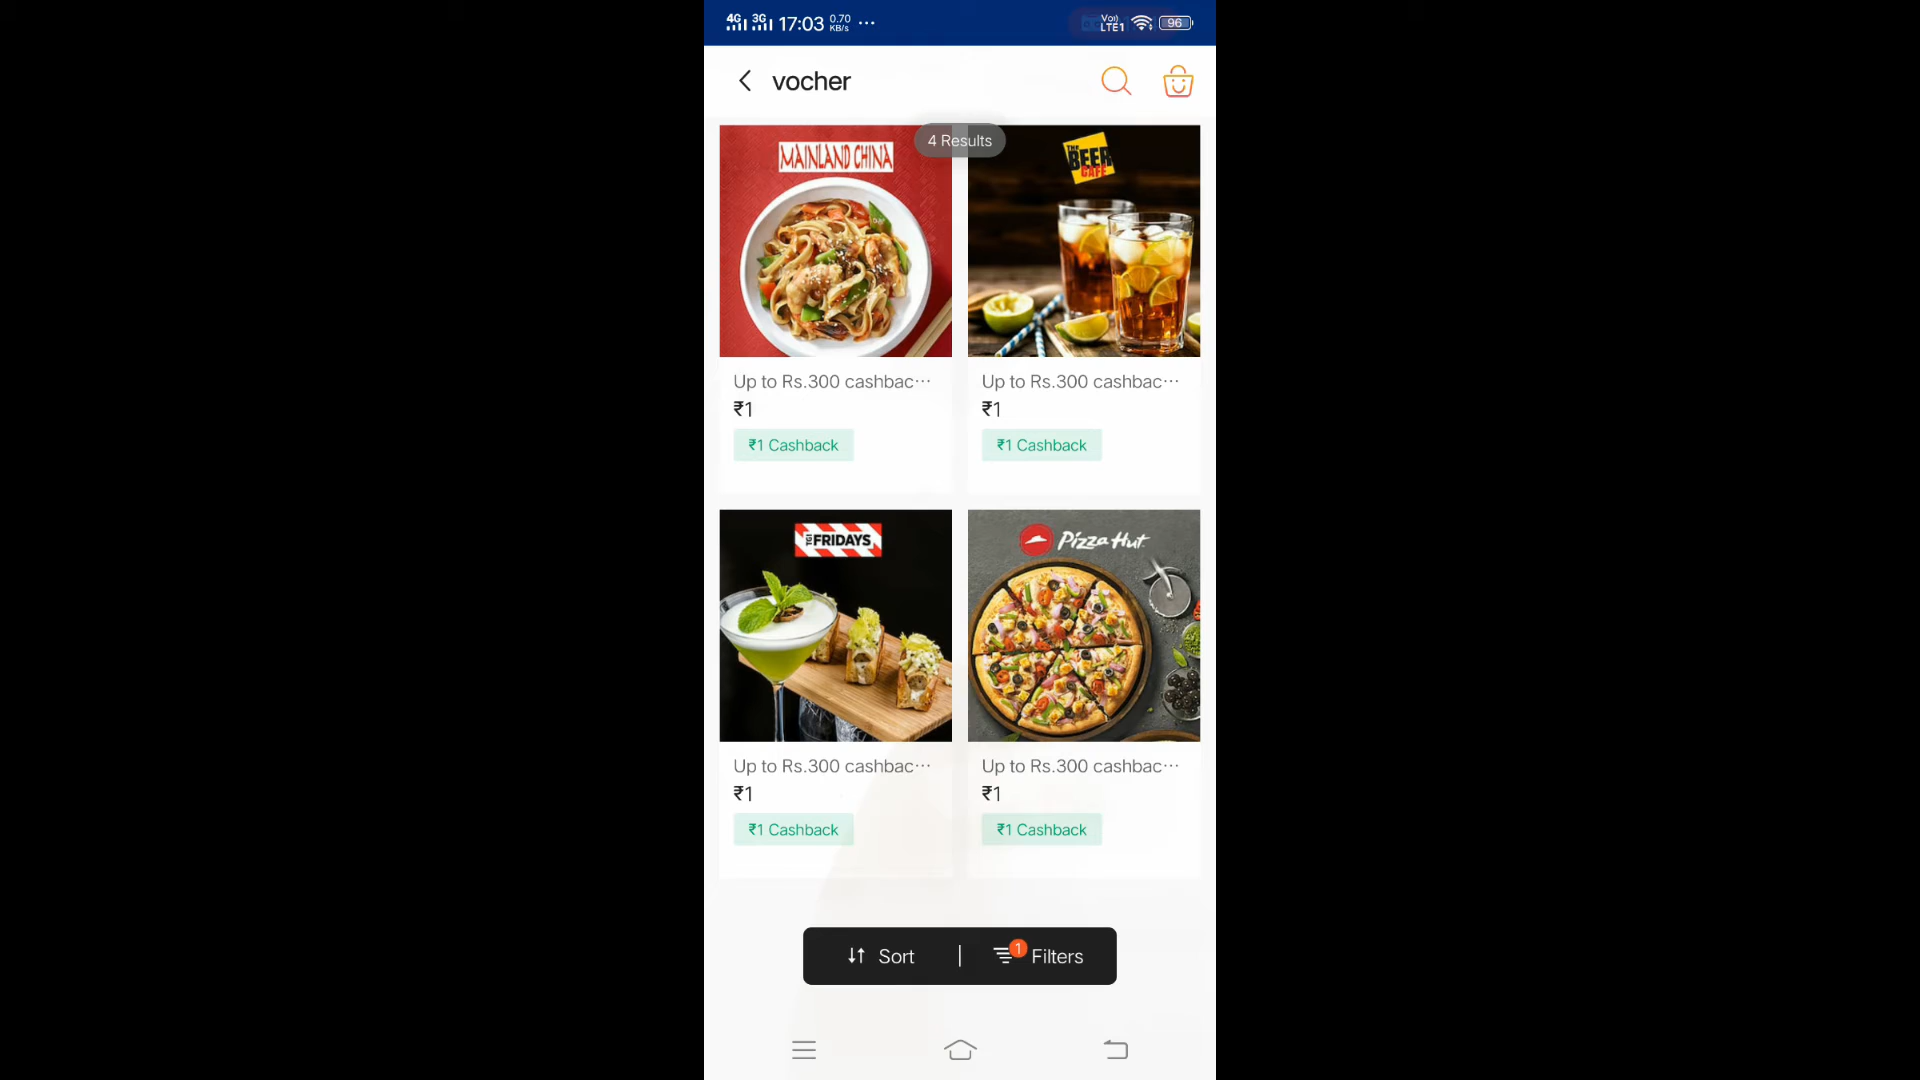 4G 3G 17:03 0.70 KB/s ... Vo) LTE1 96
vocher
4 Results
MAINLAND CHINA
THE BEER CAFE
Up to Rs.300 cashbac...
₹1
₹1 Cashback
Up to Rs.300 cashbac...
₹1
₹1 Cashback
TGI FRIDAYS
Pizza Hut
Up to Rs.300 cashbac...
₹1
₹1 Cashback
Up to Rs.300 cashbac...
₹1
₹1 Cashback
Sort | 1 Filters